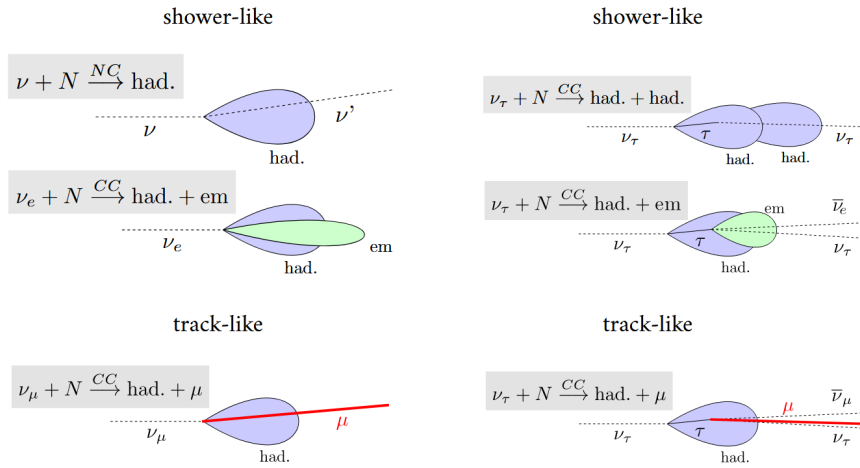 shower-like
ν + N NC⟶ had.
ν
ν'
had.
ν_e + N CC⟶ had. + em
ν_e
em
had.
track-like
ν_μ + N CC⟶ had. + μ
ν_μ
μ
had.
shower-like
ν_τ + N CC⟶ had. + had.
ν_τ
τ
ν_τ
had.
had.
ν_τ + N CC⟶ had. + em
em
ν̅_e
ν_τ
τ
ν_τ
had.
track-like
ν_τ + N CC⟶ had. + μ
μ
ν̅_μ
ν_τ
τ
ν_τ
had.